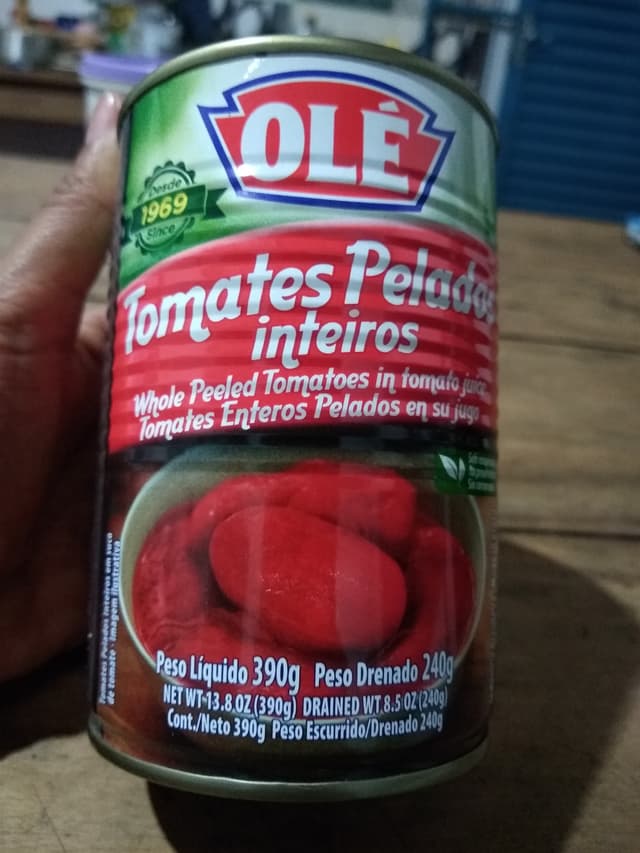 OLÉ
Desde
1969
Since
Tomates Pelados
inteiros
Whole Peeled Tomatoes in tomato juice
Tomates Enteros Pelados en su jugo
Tomates Pelados Inteiros em suco
de tomate - Imagem ilustrativa
Peso Líquido 390g Peso Drenado 240g
NET WT 13.8 OZ (390g) DRAINED WT 8.5 OZ (240g)
Cont./Neto 390g Peso Escurrido/Drenado 240g